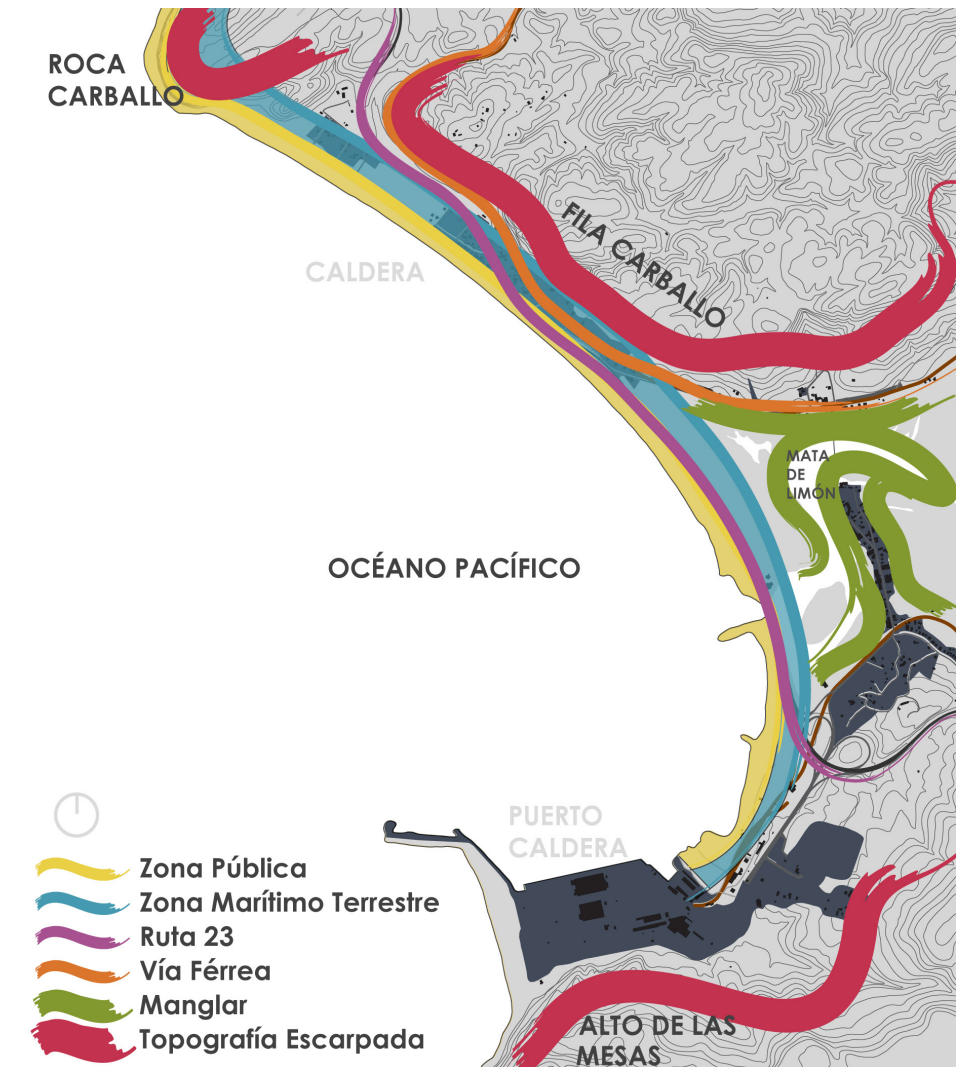 ROCA
CARBALLO
FILA CARBALLO
CALDERA
MATA
DE
LIMÓN
OCÉANO PACÍFICO
PUERTO
CALDERA
Zona Pública
Zona Marítimo Terrestre
Ruta 23
Vía Férrea
Manglar
Topografía Escarpada
ALTO DE LAS
MESAS